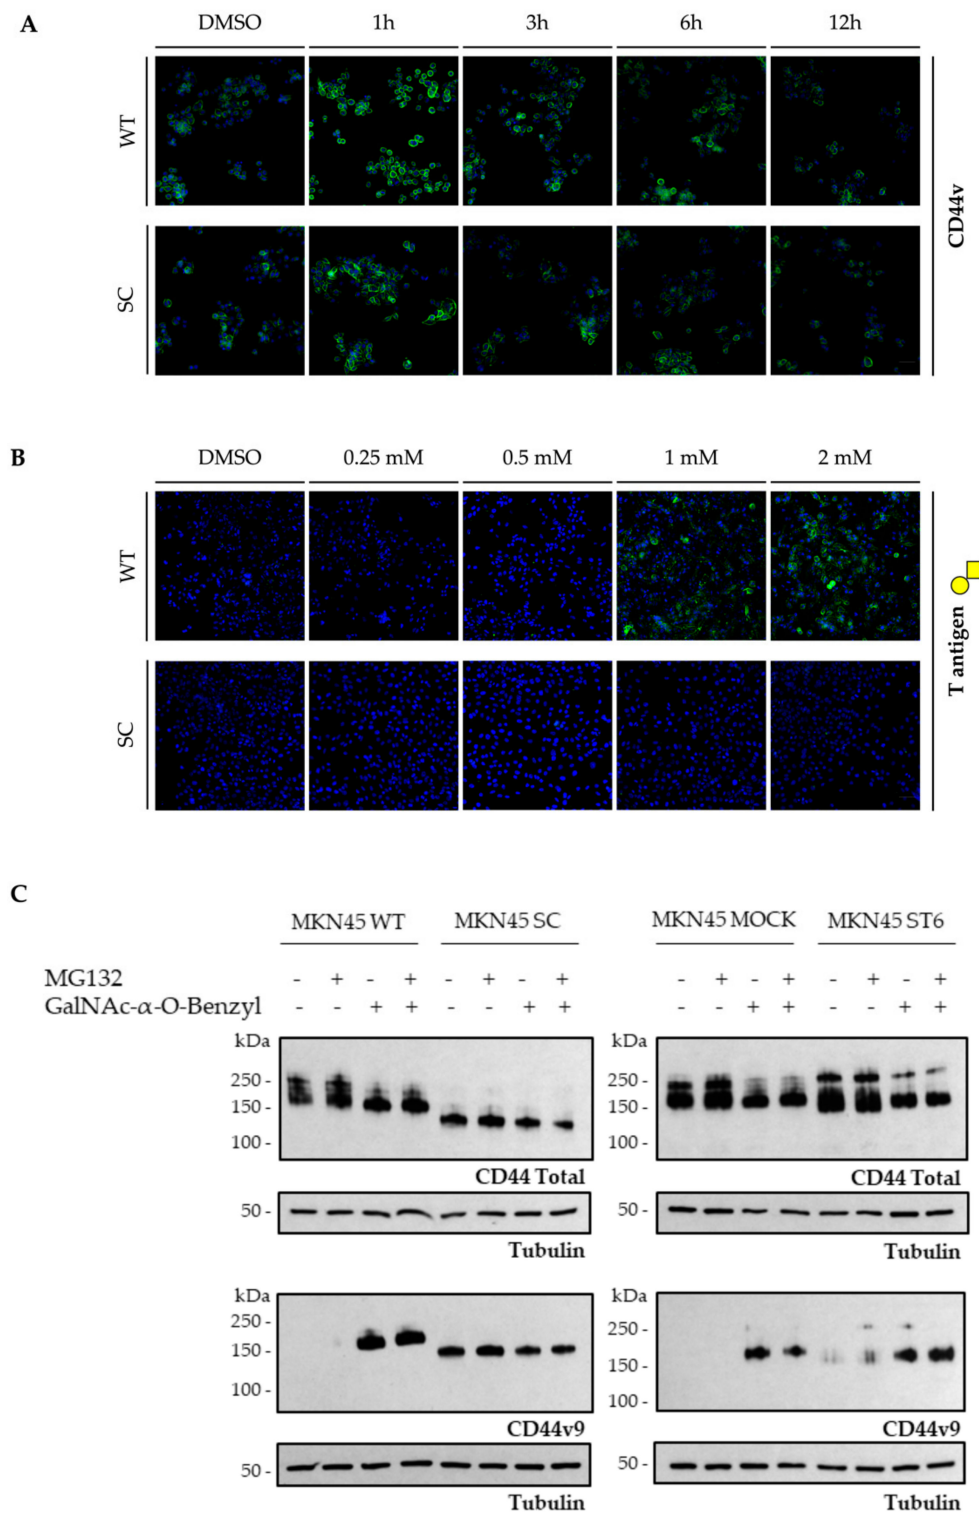 A
DMSO 1h 3h 6h 12h
WT
SC
CD44v
B
DMSO 0.25 mM 0.5 mM 1 mM 2 mM
WT
SC
T antigen
C
MKN45 WT MKN45 SC MKN45 MOCK MKN45 ST6
MG132 - + - + - + - + - + - + - + - +
GalNAc-α-O-Benzyl - - + + - - + + - - + + - - + +
kDa kDa
250 - 250 -
150 - 150 -
100 - 100 -
CD44 Total CD44 Total
50 - 50 -
Tubulin Tubulin
kDa kDa
250 - 250 -
150 - 150 -
100 - 100 -
CD44v9 CD44v9
50 - 50 -
Tubulin Tubulin